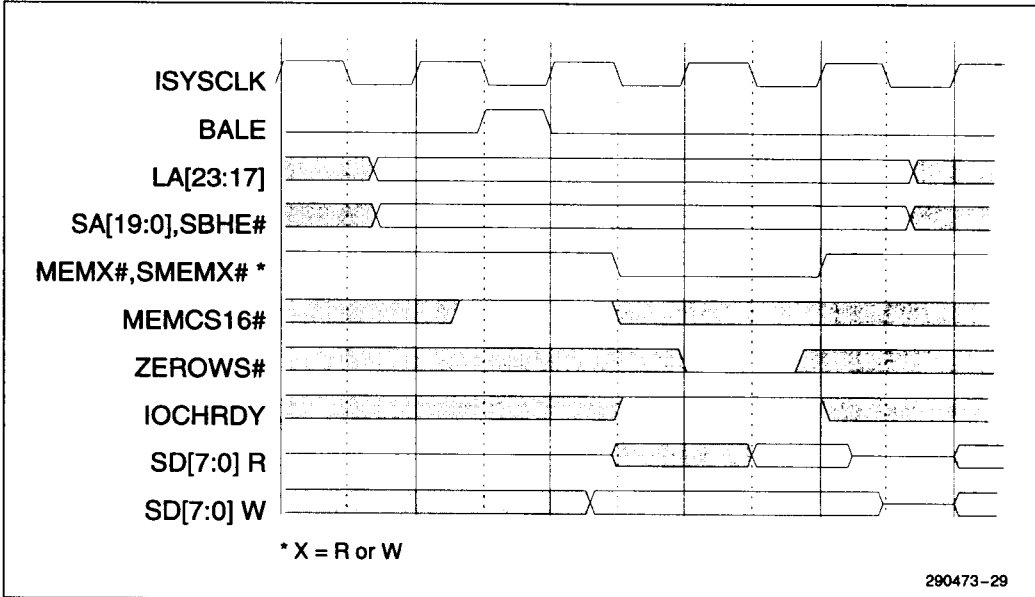 ISYSCLK
BALE
LA[23:17]
SA[19:0],SBHE#
MEMX#,SMEMX# *
MEMCS16#
ZEROWS#
IOCHRDY
SD[7:0] R
SD[7:0] W
* X = R or W
290473-29